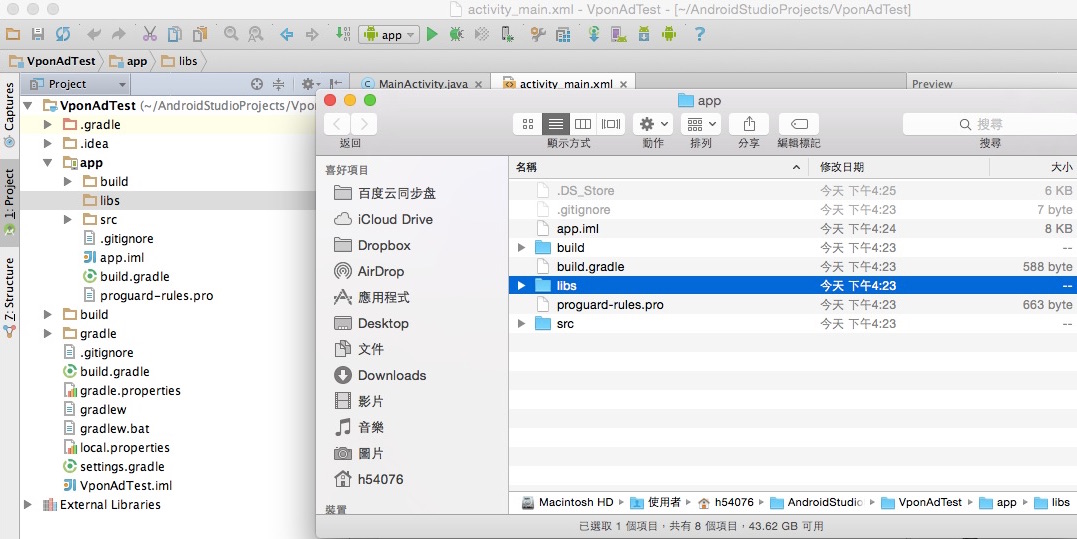 activity_main.xml - VponAdTest - [~/AndroidStudioProjects/VponAdTest]
app
VponAdTest app libs
Captures
1: Project
Z: Structure
Project
MainActivity.java
activity_main.xml
Preview
VponAdTest (~/AndroidStudioProjects/Vpon
.gradle
.idea
app
build
libs
src
.gitignore
app.iml
build.gradle
proguard-rules.pro
build
gradle
.gitignore
build.gradle
gradle.properties
gradlew
gradlew.bat
local.properties
settings.gradle
VponAdTest.iml
External Libraries
app
搜尋
返回 顯示方式 動作 排列 分享 編輯標記 搜尋
喜好項目
百度云同步盘
iCloud Drive
Dropbox
AirDrop
應用程式
Desktop
文件
Downloads
影片
音樂
圖片
h54076
裝置
名稱 修改日期 大小
.DS_Store 今天 下午4:25 6 KB
.gitignore 今天 下午4:23 7 byte
app.iml 今天 下午4:24 8 KB
build 今天 下午4:23 --
build.gradle 今天 下午4:23 588 byte
libs 今天 下午4:23 --
proguard-rules.pro 今天 下午4:23 663 byte
src 今天 下午4:23 --
Macintosh HD 使用者 h54076 AndroidStudio VponAdTest app libs
已選取 1 個項目，共有 8 個項目，43.62 GB 可用